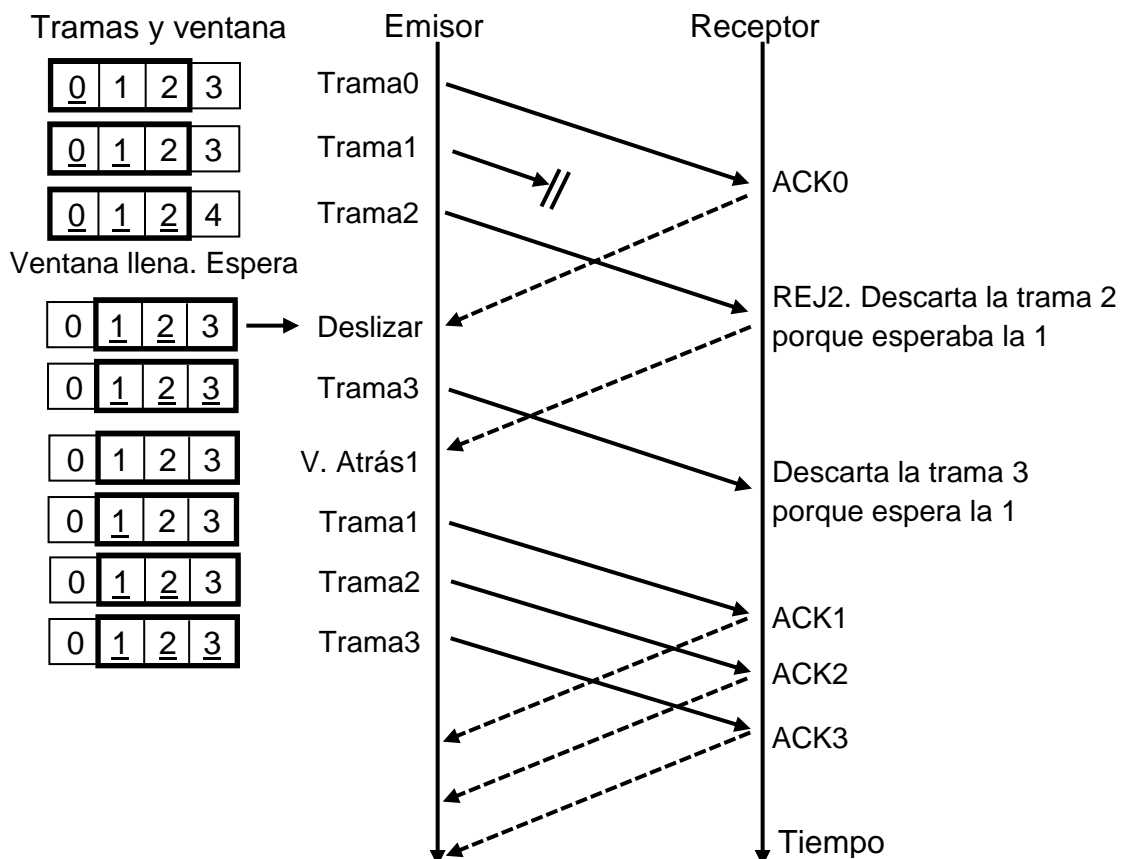 Tramas y ventana
Emisor
Receptor
0 1 2 3
Trama0
0 1 2 3
Trama1
ACK0
0 1 2 4
Trama2
Ventana llena. Espera
REJ2. Descarta la trama 2
porque esperaba la 1
0 1 2 3
Deslizar
0 1 2 3
Trama3
0 1 2 3
V. Atrás1
Descarta la trama 3
porque espera la 1
0 1 2 3
Trama1
0 1 2 3
Trama2
ACK1
0 1 2 3
Trama3
ACK2
ACK3
Tiempo